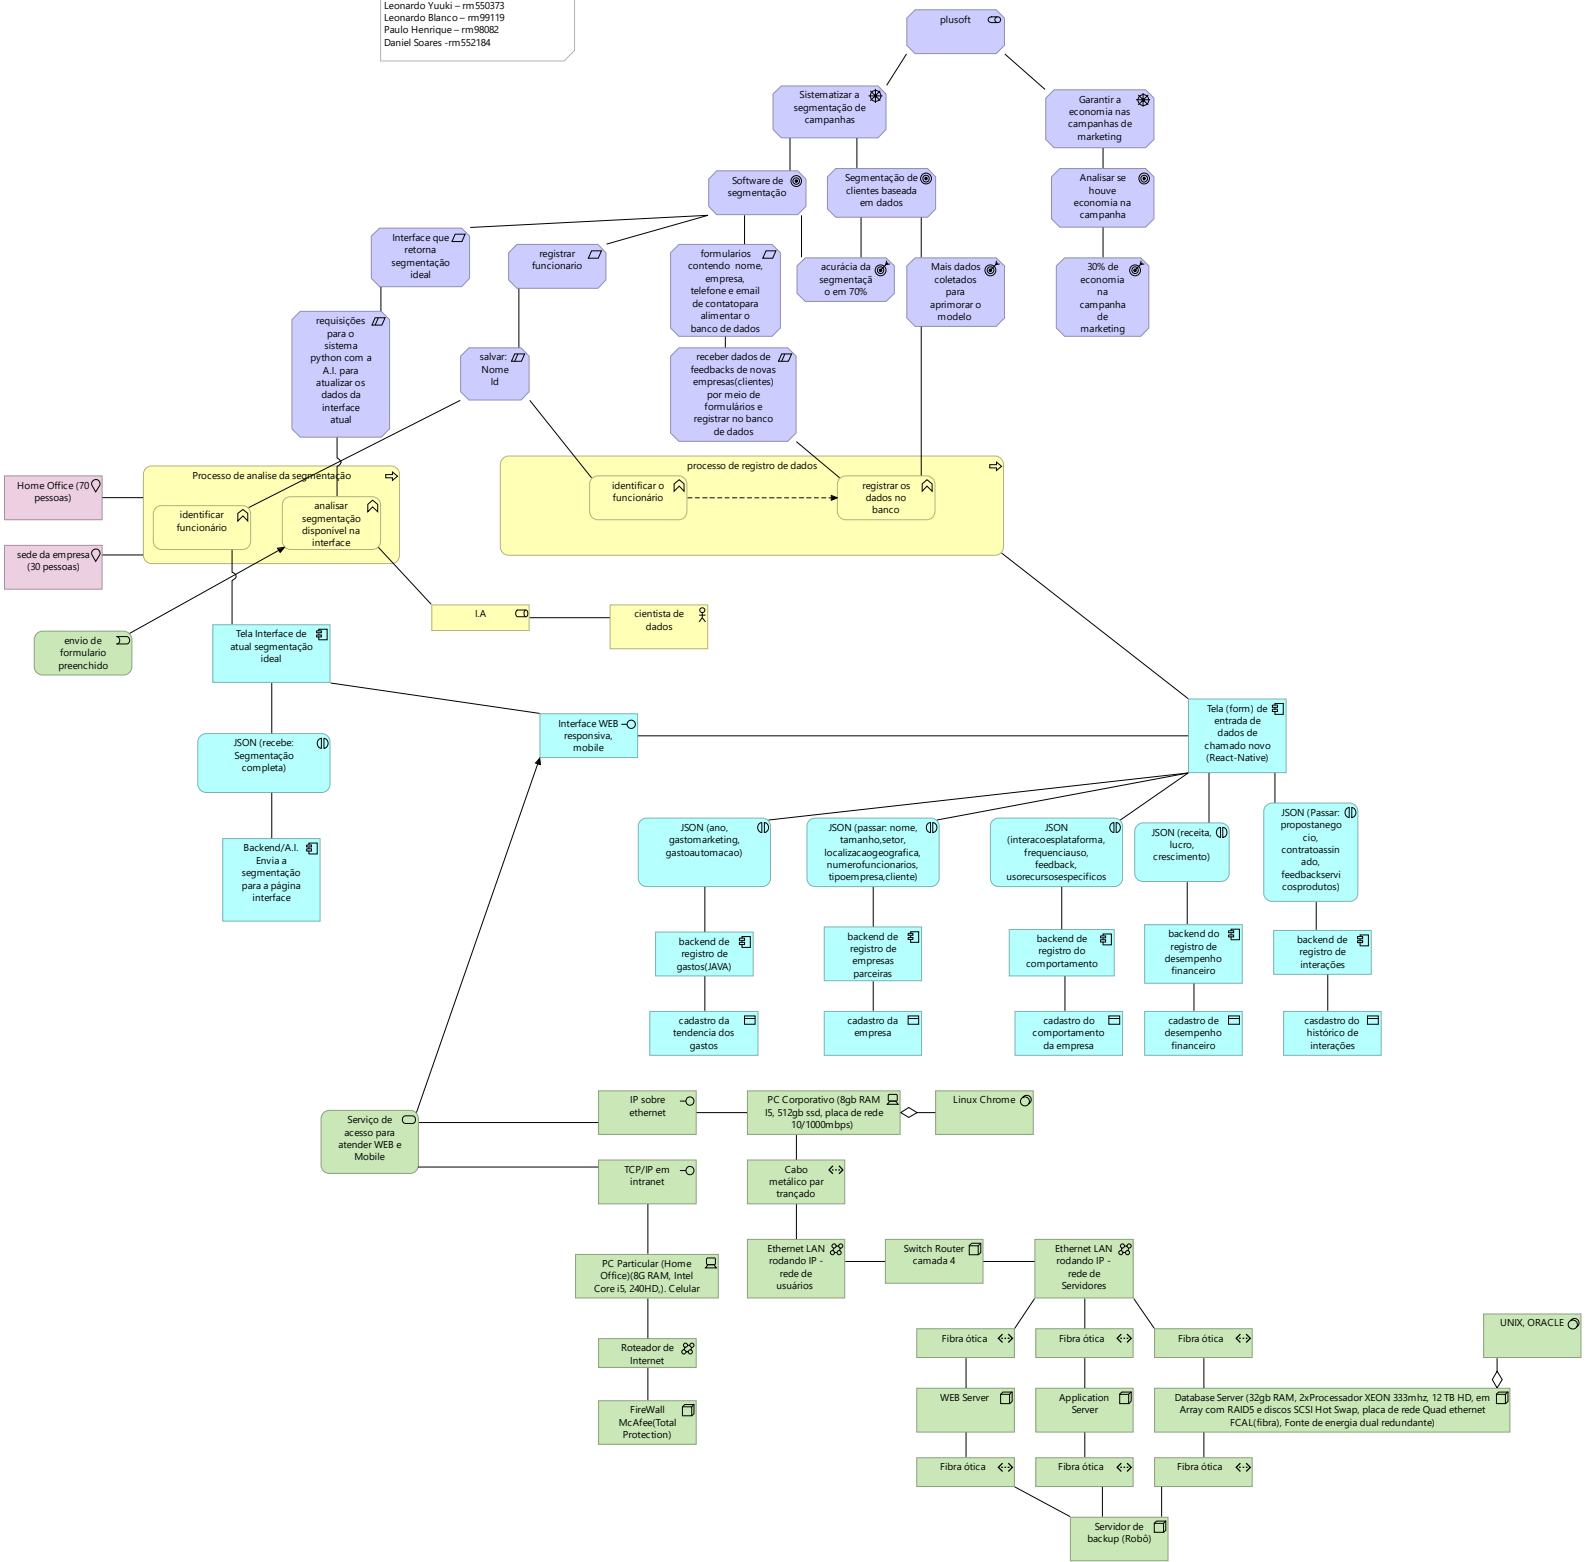 Leonardo Yuuki – rm550373
Leonardo Blanco – rm99119
Paulo Henrique – rm98082
Daniel Soares -rm552184
plusoft
Sistematizar a
segmentação de
campanhas
Garantir a
economia nas
campanhas de
marketing
Software de
segmentação
Segmentação de
clientes baseada
em dados
Analisar se
houve
economia na
campanha
Interface que
retorna
segmentação
ideal
registrar
funcionario
formularios
contendo nome,
empresa,
telefone e email
de contatopara
alimentar o
banco de dados
acurácia da
segmentaçã
o em 70%
Mais dados
coletados
para
aprimorar o
modelo
30% de
economia
na
campanha
de
marketing
requisições
para o
sistema
python com a
A.I. para
atualizar os
dados da
interface
atual
salvar:
Nome
Id
receber dados de
feedbacks de novas
empresas(clientes)
por meio de
formulários e
registrar no banco
de dados
Processo de analise da segmentação
processo de registro de dados
Home Office (70
pessoas)
identificar
funcionário
analisar
segmentação
disponível na
interface
identificar o
funcionário
registrar os
dados no
banco
sede da empresa
(30 pessoas)
envio de
formulario
preenchido
I.A
cientista de
dados
Tela Interface de
atual segmentação
ideal
Interface WEB
responsiva,
mobile
Tela (form) de
entrada de
dados de
chamado novo
(React-Native)
JSON (recebe:
Segmentação
completa)
Backend/A.I.
Envia a
segmentação
para a página
interface
JSON (ano,
gastomarketing,
gastoautomacao)
JSON (passar: nome,
tamanho,setor,
localizacaogeografica,
numerofuncionarios,
tipoempresa,cliente)
JSON
(interacoesplataforma,
frequenciauso,
feedback,
usorecursosespecificos
JSON (receita,
lucro,
crescimento)
JSON (Passar:
propostanego
cio,
contratoassin
ado,
feedbackservi
cosprodutos)
backend de
registro de
gastos(JAVA)
backend de
registro de
empresas
parceiras
backend de
registro do
comportamento
backend do
registro de
desempenho
financeiro
backend de
registro de
interações
cadastro da
tendencia dos
gastos
cadastro da
empresa
cadastro do
comportamento
da empresa
cadastro de
desempenho
financeiro
casdastro do
histórico de
interações
Serviço de
acesso para
atender WEB e
Mobile
IP sobre
ethernet
PC Corporativo (8gb RAM
I5, 512gb ssd, placa de rede
10/1000mbps)
Linux Chrome
TCP/IP em
intranet
Cabo
metálico par
trançado
PC Particular (Home
Office)(8G RAM, Intel
Core i5, 240HD,). Celular
Ethernet LAN
rodando IP -
rede de
usuários
Switch Router
camada 4
Ethernet LAN
rodando IP -
rede de
Servidores
Roteador de
Internet
Fibra ótica
Fibra ótica
Fibra ótica
UNIX, ORACLE
FireWall
McAfee(Total
Protection)
WEB Server
Application
Server
Database Server (32gb RAM, 2xProcessador XEON 333mhz, 12 TB HD, em
Array com RAID5 e discos SCSI Hot Swap, placa de rede Quad ethernet
FCAL(fibra), Fonte de energia dual redundante)
Fibra ótica
Fibra ótica
Fibra ótica
Servidor de
backup (Robô)